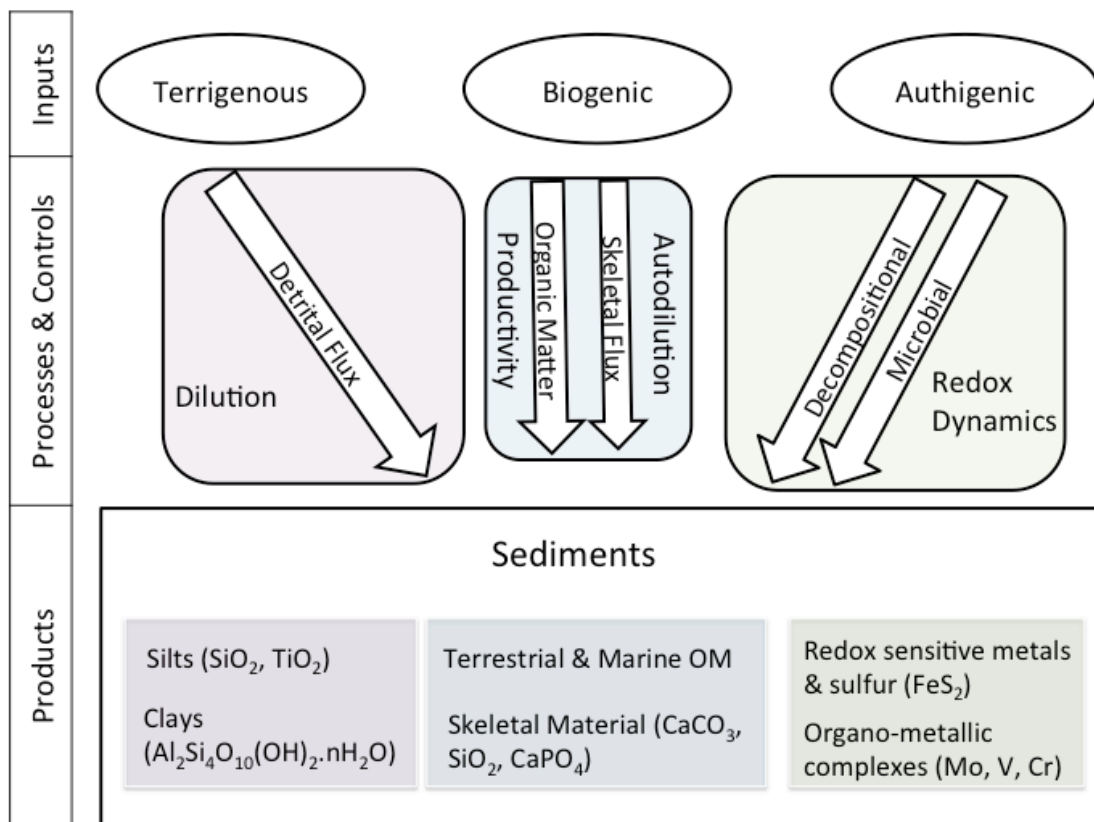 Inputs
Terrigenous
Biogenic
Authigenic
Processes & Controls
Detrital Flux
Dilution
Productivity
Organic Matter
Skeletal Flux
Autodilution
Decompositional
Microbial
Redox
Dynamics
Products
Sediments
Silts (SiO₂, TiO₂)
Clays
(Al₂Si₄O₁₀(OH)₂.nH₂O)
Terrestrial & Marine OM
Skeletal Material (CaCO₃,
SiO₂, CaPO₄)
Redox sensitive metals
& sulfur (FeS₂)
Organo-metallic
complexes (Mo, V, Cr)